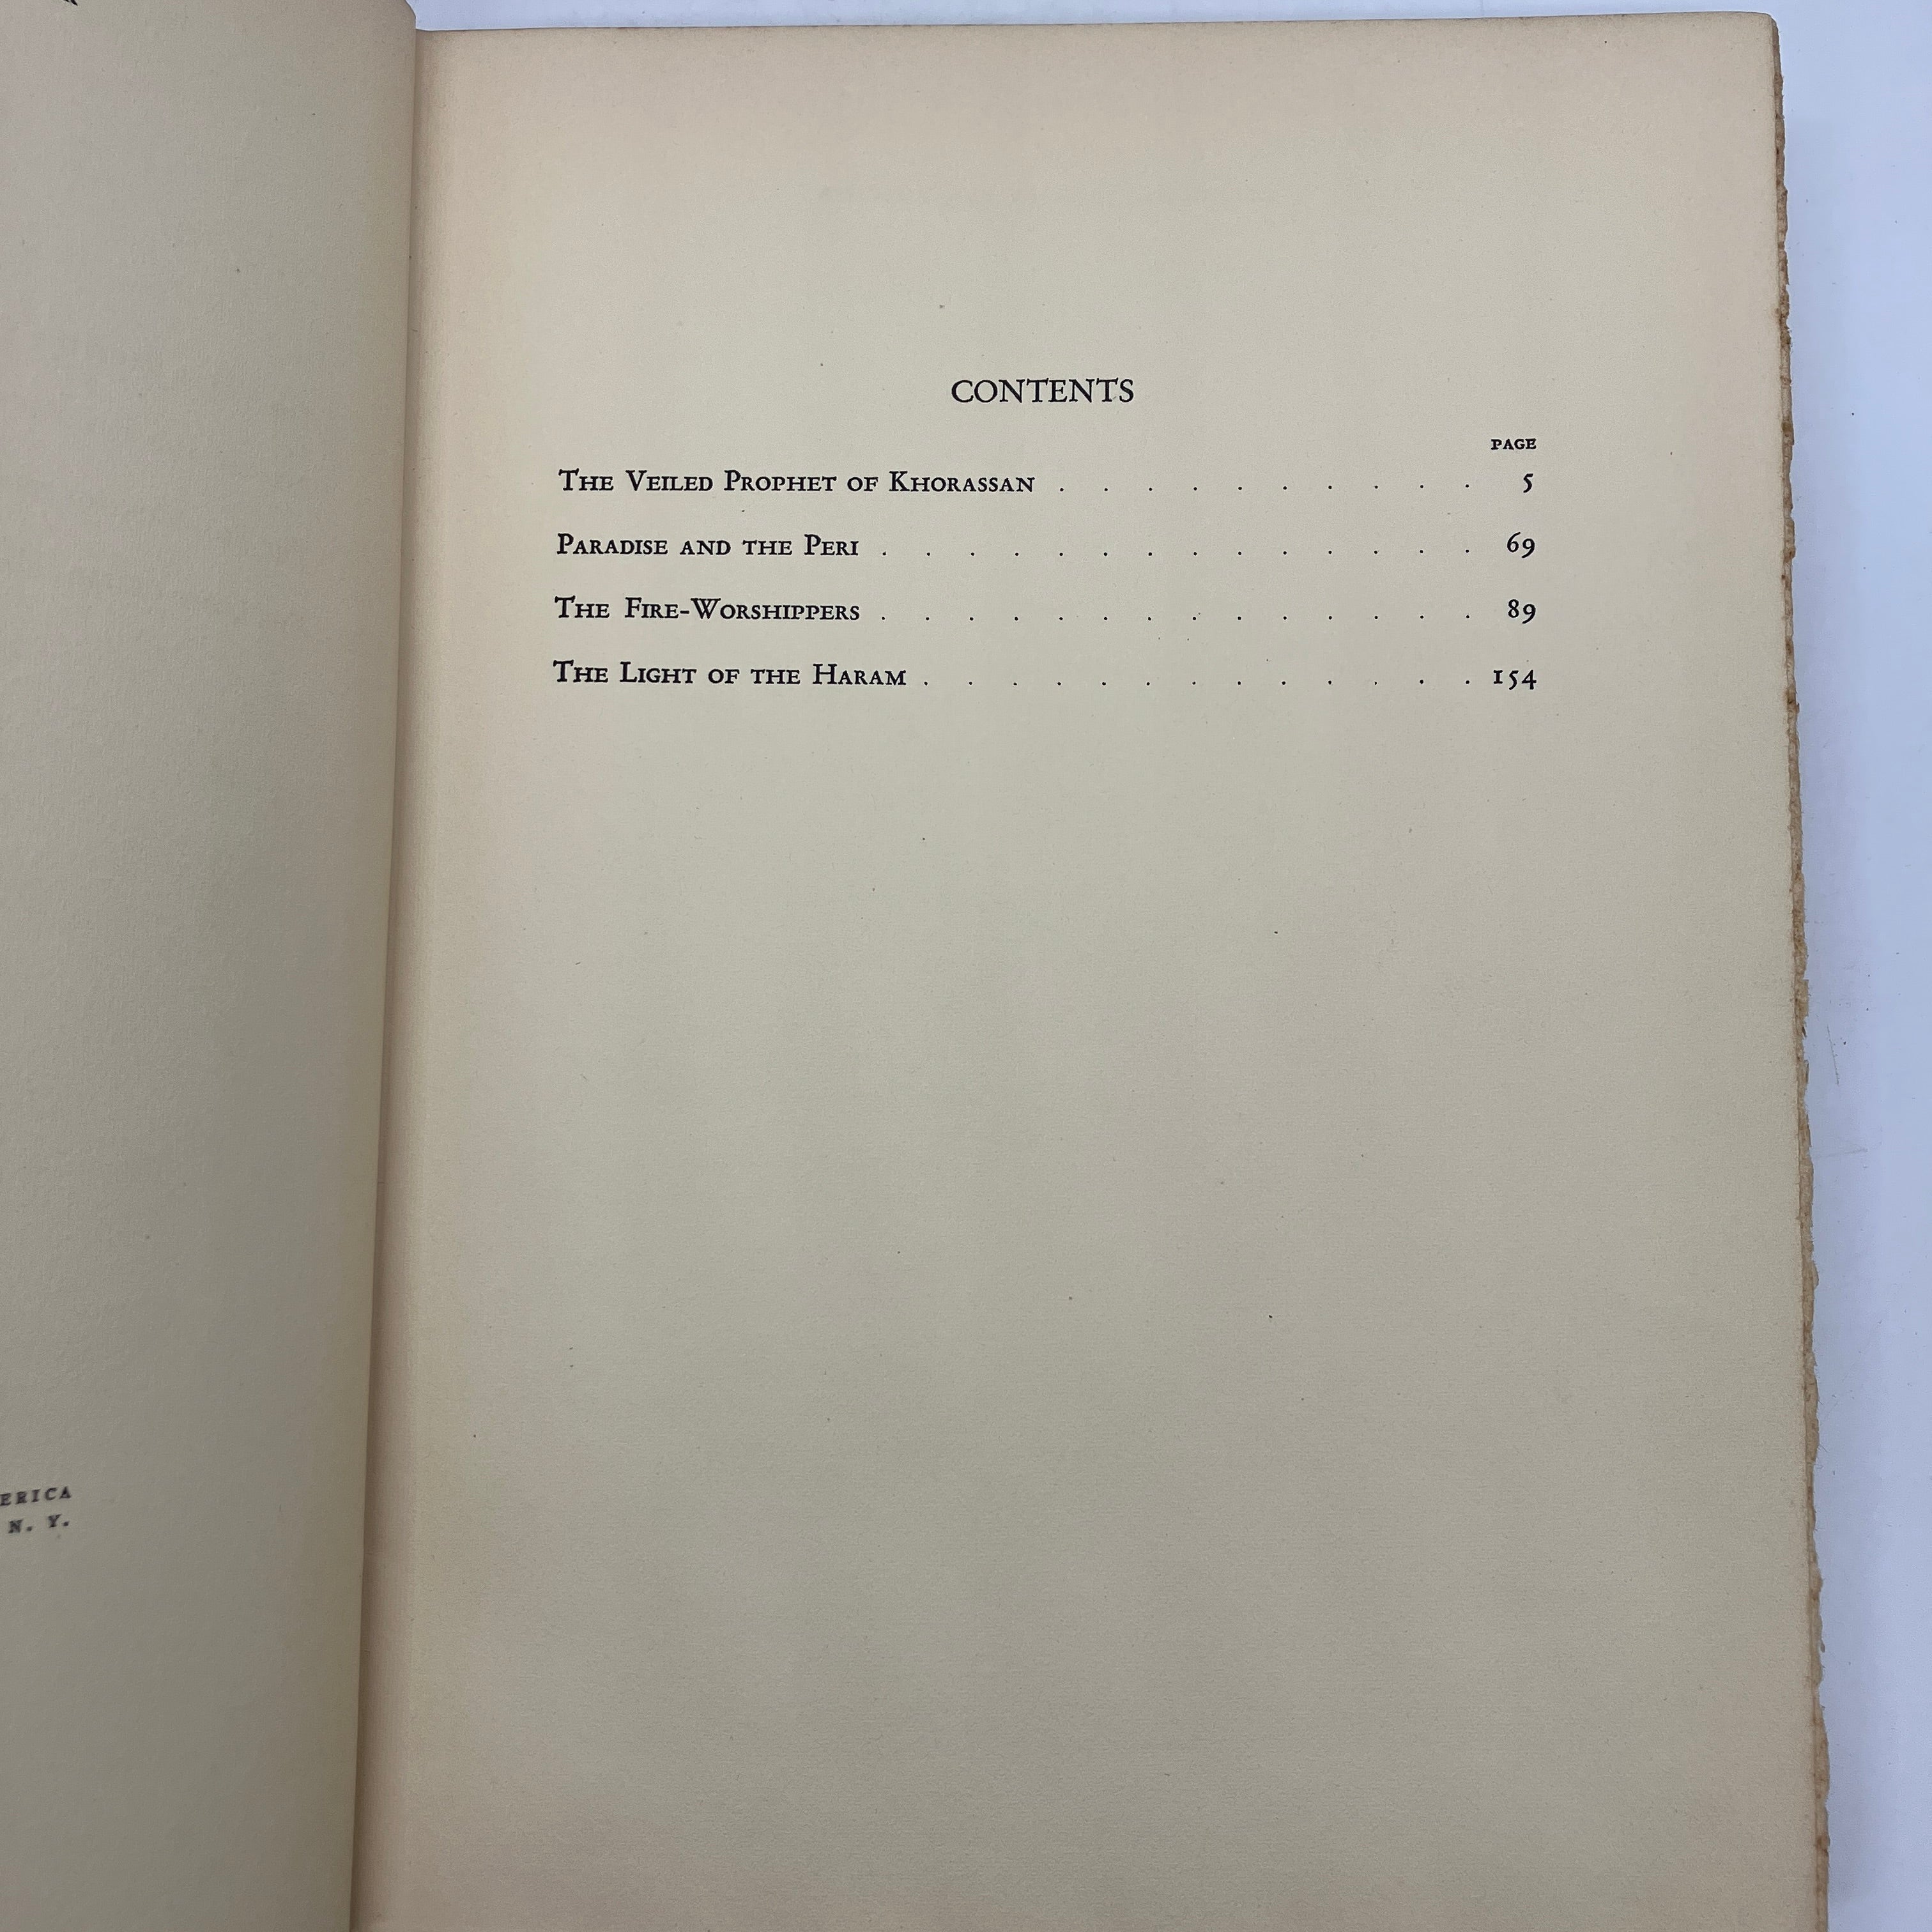 ERICA
N. Y.
CONTENTS
PAGE
The Veiled Prophet of Khorassan . . . . . . . . . . 5
Paradise and the Peri . . . . . . . . . . . . . . 69
The Fire-Worshippers . . . . . . . . . . . . . . 89
The Light of the Haram . . . . . . . . . . . . . 154